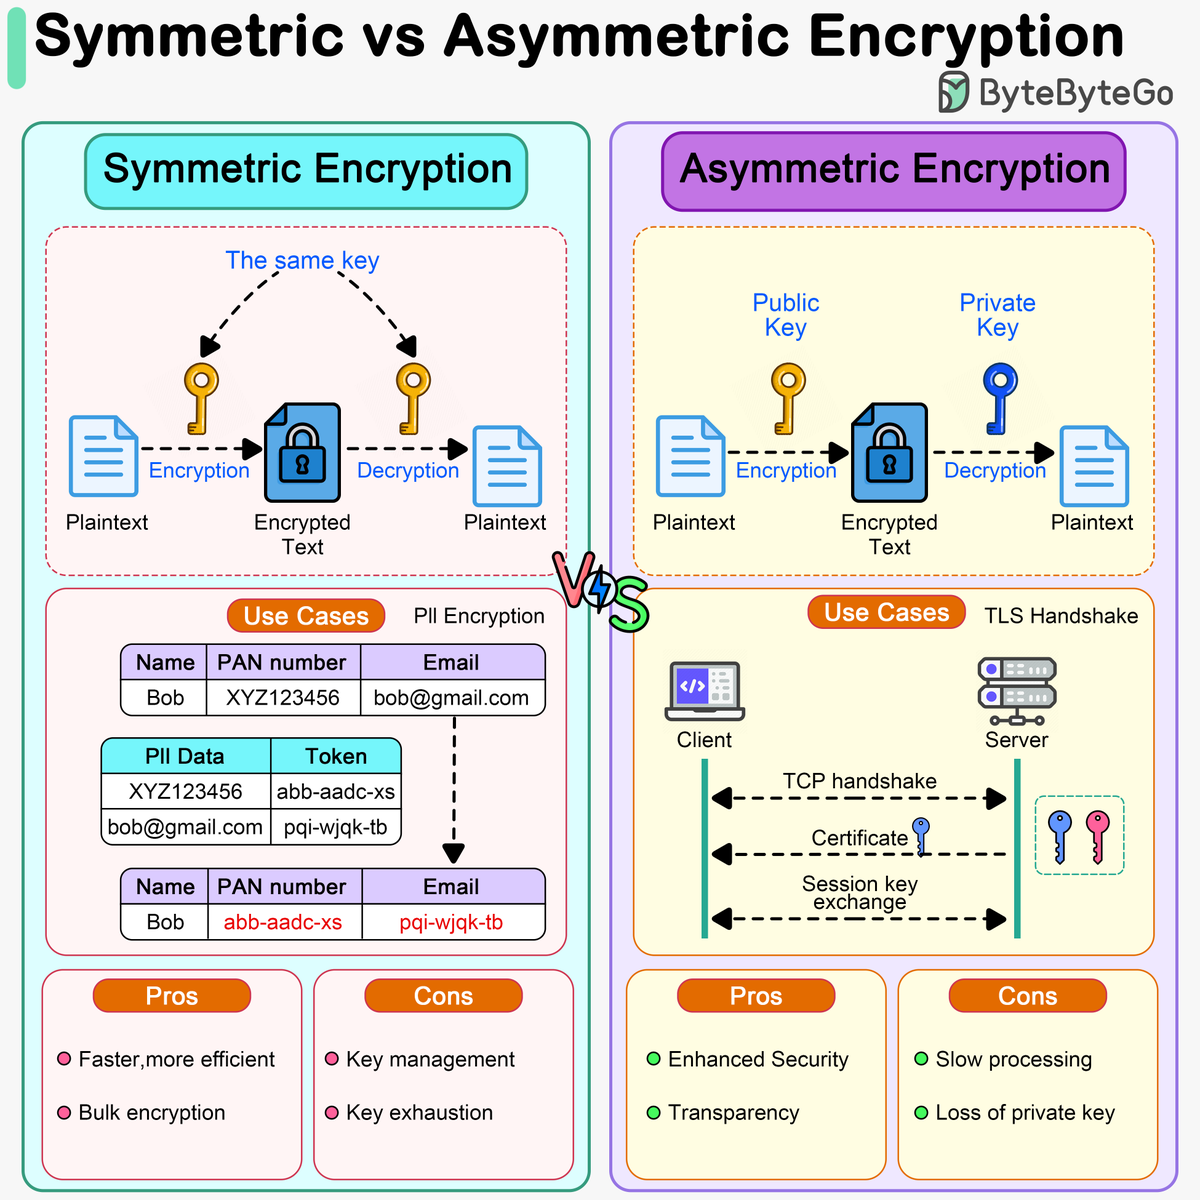 Symmetric vs Asymmetric Encryption
ByteByteGo
Symmetric Encryption
The same key
Encryption
Decryption
Plaintext
Encrypted
Text
Plaintext
Use Cases
PII Encryption
Name PAN number Email
Bob XYZ123456 bob@gmail.com
PII Data Token
XYZ123456 abb-aadc-xs
bob@gmail.com pqi-wjqk-tb
Name PAN number Email
Bob abb-aadc-xs pqi-wjqk-tb
Pros
Faster,more efficient
Bulk encryption
Cons
Key management
Key exhaustion
VS
Asymmetric Encryption
Public
Key
Private
Key
Encryption
Decryption
Plaintext
Encrypted
Text
Plaintext
Use Cases
TLS Handshake
</>
Client
Server
TCP handshake
Certificate
Session key
exchange
Pros
Enhanced Security
Transparency
Cons
Slow processing
Loss of private key